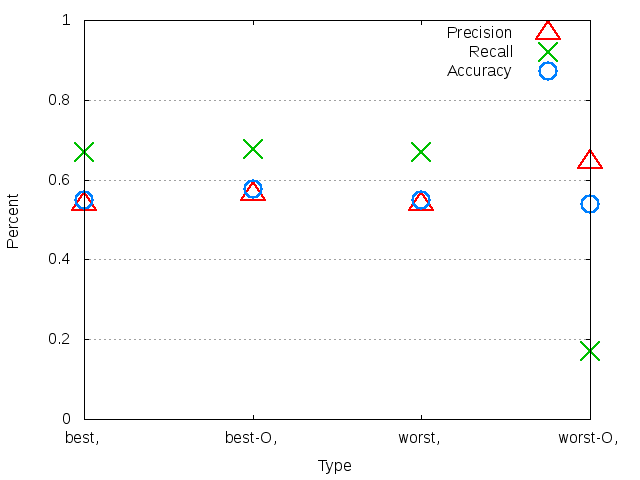 1
Precision
Recall
Accuracy
0.8
0.6
Percent
0.4
0.2
0
best, best-O, worst, worst-O,
Type